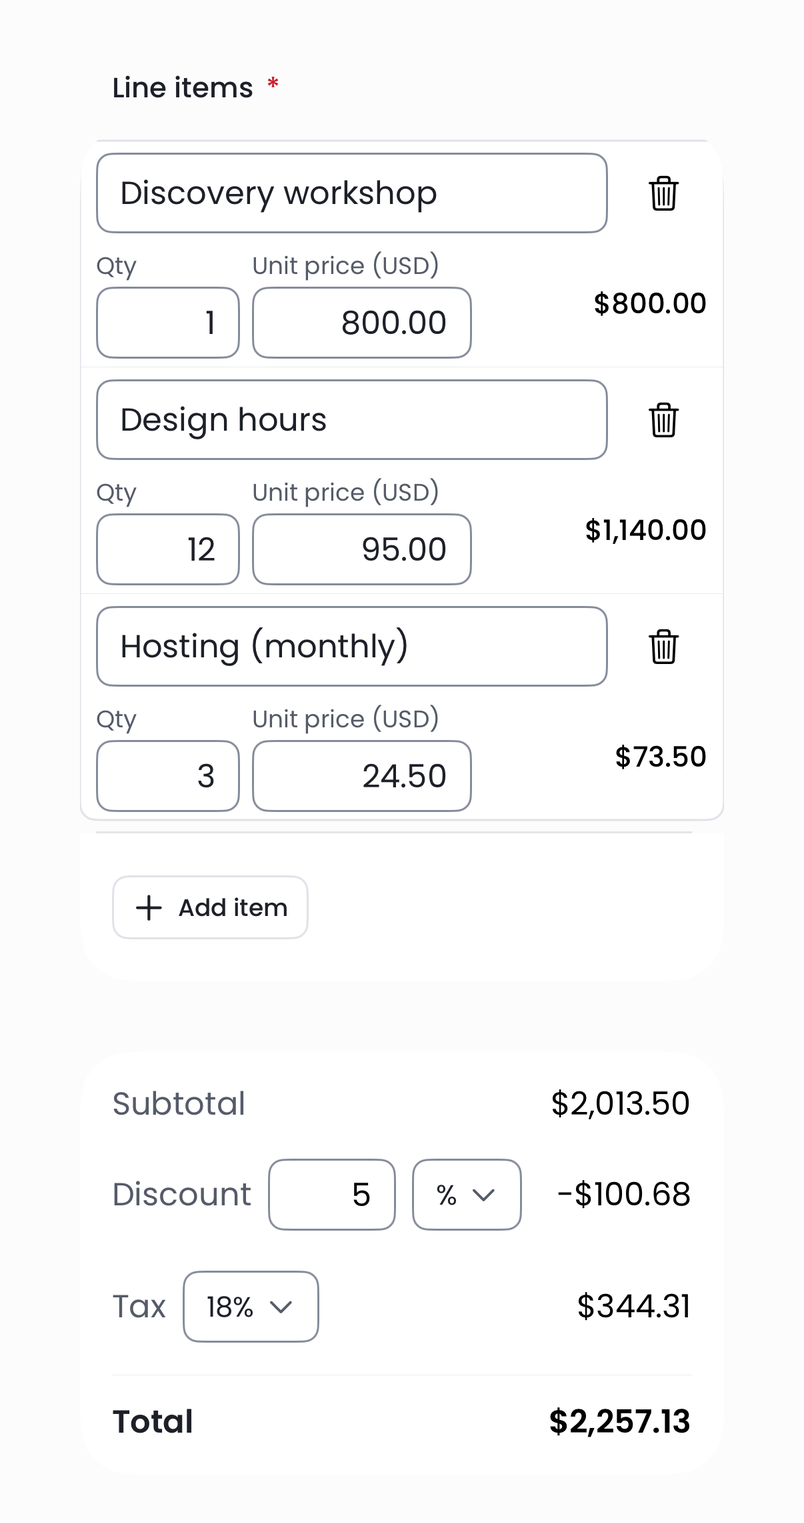 Line items *
Discovery workshop
Qty Unit price (USD)
1 800.00 $800.00
Design hours
Qty Unit price (USD)
12 95.00 $1,140.00
Hosting (monthly)
Qty Unit price (USD)
3 24.50 $73.50
Add item
Subtotal $2,013.50
Discount 5 % −$100.68
Tax 18% $344.31
Total $2,257.13